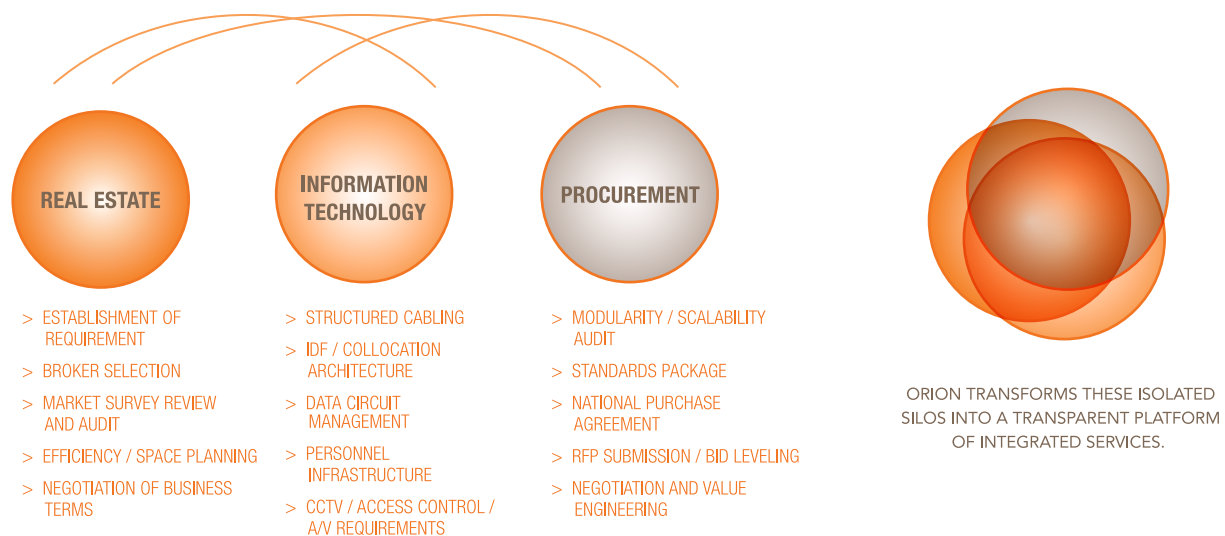 REAL ESTATE
> ESTABLISHMENT OF
REQUIREMENT
> BROKER SELECTION
> MARKET SURVEY REVIEW
AND AUDIT
> EFFICIENCY / SPACE PLANNING
> NEGOTIATION OF BUSINESS
TERMS
INFORMATION
TECHNOLOGY
> STRUCTURED CABLING
> IDF / COLLOCATION
ARCHITECTURE
> DATA CIRCUIT
MANAGEMENT
> PERSONNEL
INFRASTRUCTURE
> CCTV / ACCESS CONTROL /
A/V REQUIREMENTS
PROCUREMENT
> MODULARITY / SCALABILITY
AUDIT
> STANDARDS PACKAGE
> NATIONAL PURCHASE
AGREEMENT
> RFP SUBMISSION / BID LEVELING
> NEGOTIATION AND VALUE
ENGINEERING
ORION TRANSFORMS THESE ISOLATED
SILOS INTO A TRANSPARENT PLATFORM
OF INTEGRATED SERVICES.